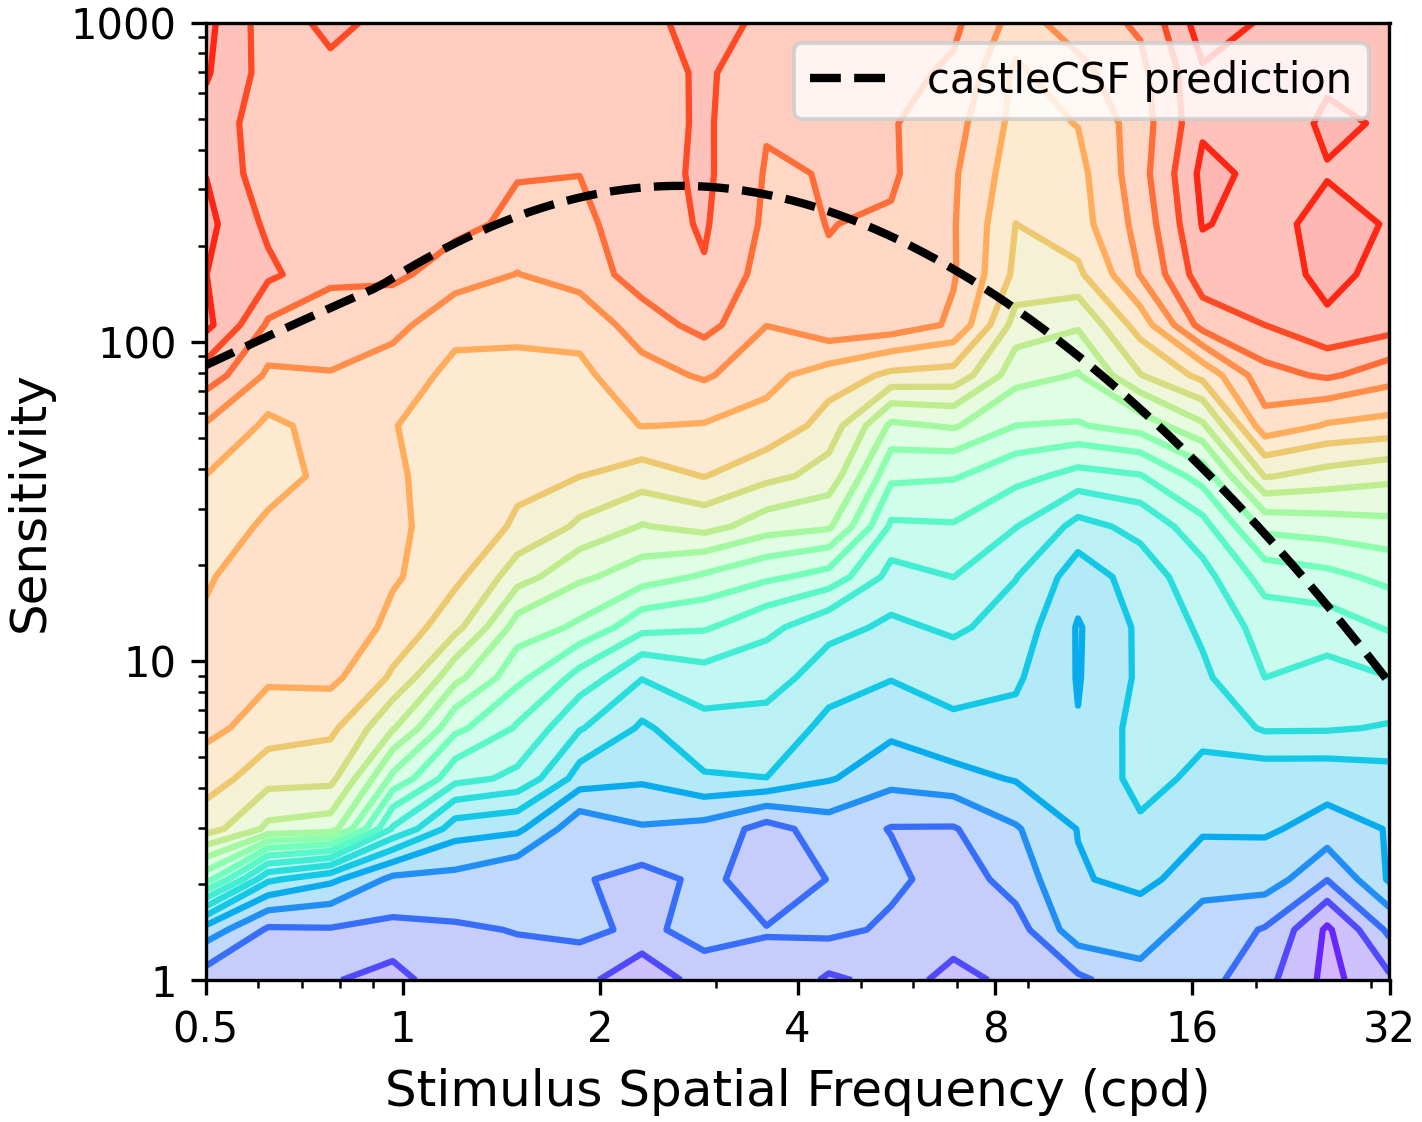 1000
100
10
1
Sensitivity
castleCSF prediction
0.5 1 2 4 8 16 32
Stimulus Spatial Frequency (cpd)